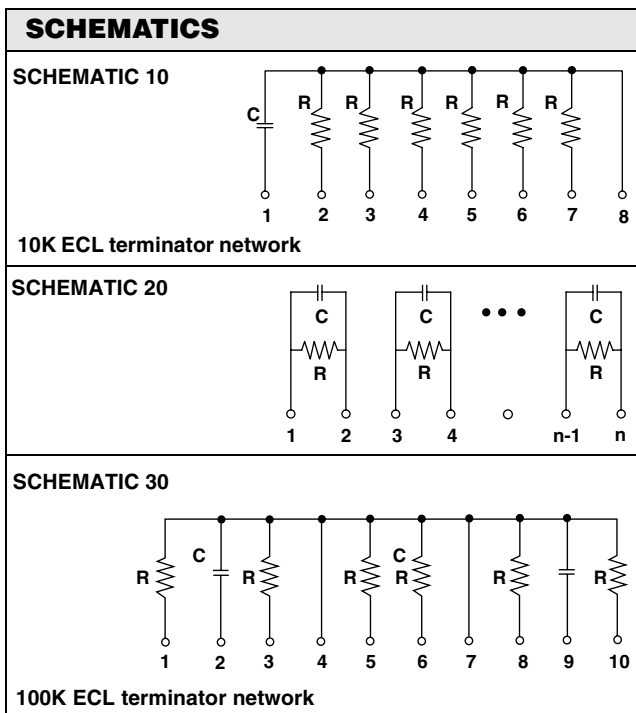 SCHEMATICS
SCHEMATIC 10
C R R R R R R
1 2 3 4 5 6 7 8
10K ECL terminator network
SCHEMATIC 20
C C C
R R R
1 2 3 4 n-1 n
SCHEMATIC 30
C C
R R R R R R
1 2 3 4 5 6 7 8 9 10
100K ECL terminator network